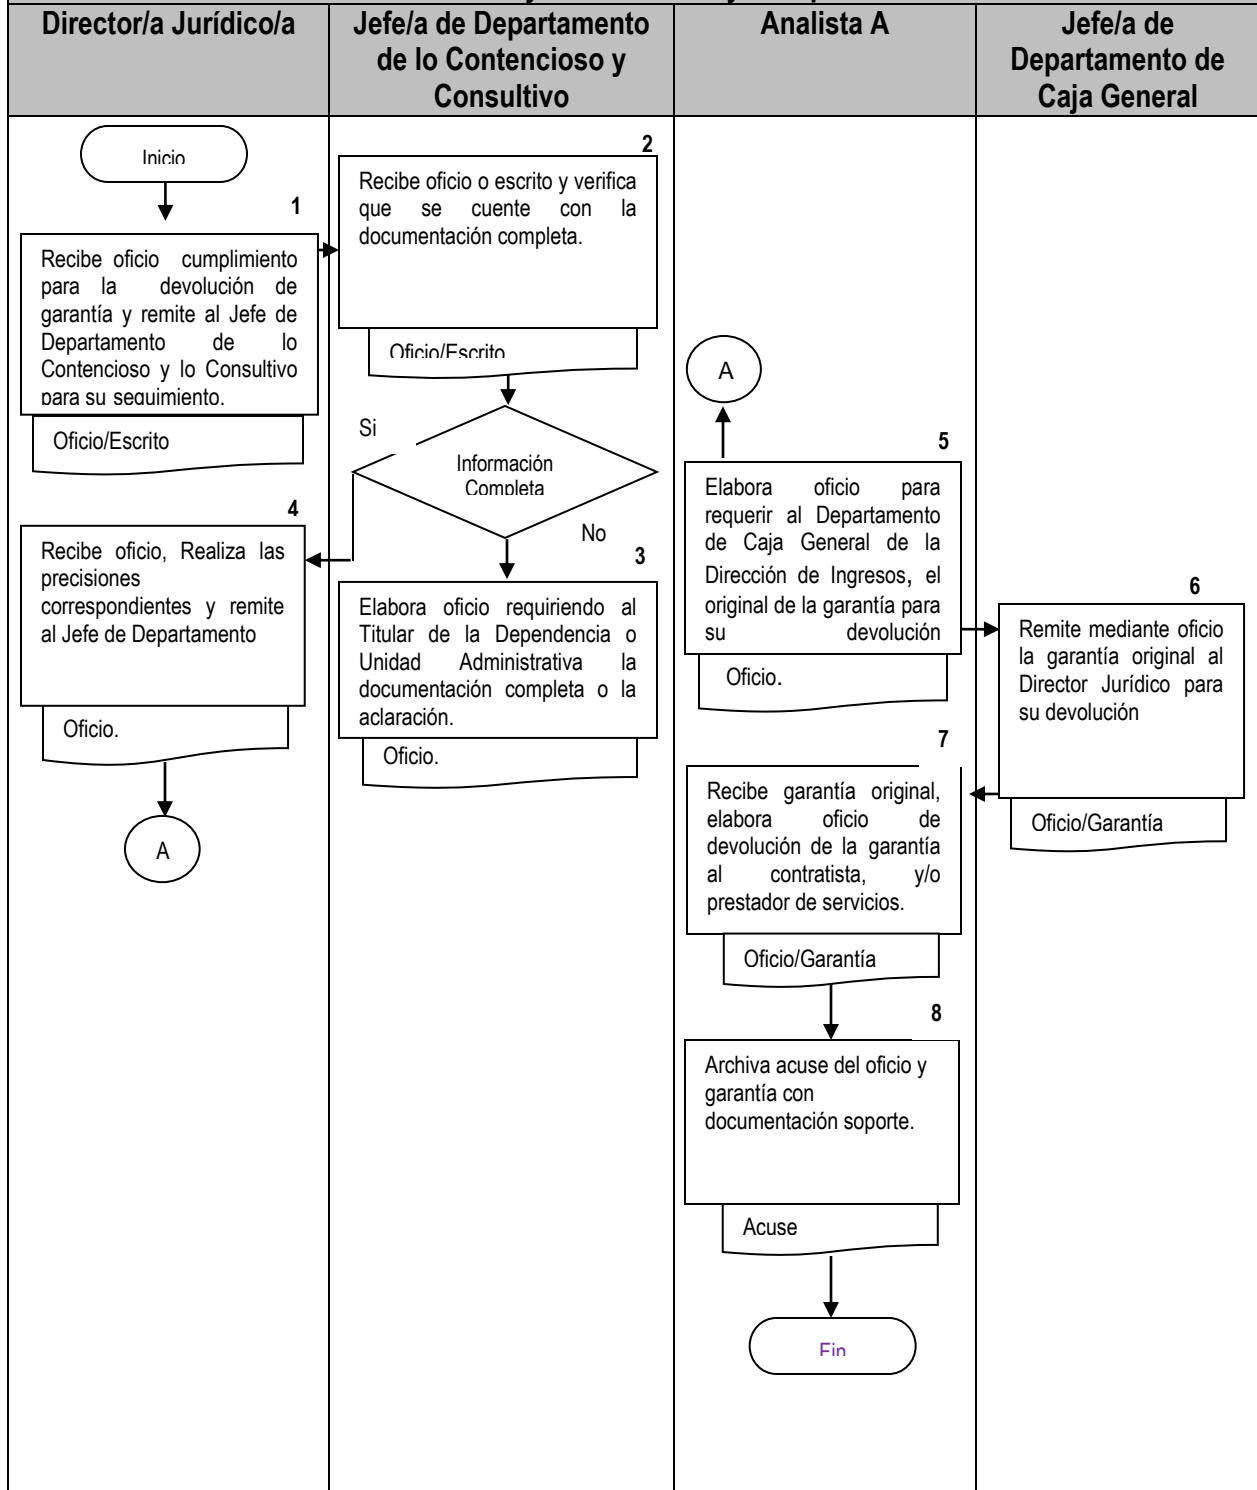 Director/a Jurídico/a
Jefe/a de Departamento
de lo Contencioso y
Consultivo
Analista A
Jefe/a de
Departamento de
Caja General
Inicio
1
Recibe oficio cumplimiento
para la devolución de
garantía y remite al Jefe de
Departamento de lo
Contencioso y lo Consultivo
para su seguimiento.
Oficio/Escrito
2
Recibe oficio o escrito y verifica
que se cuente con la
documentación completa.
Oficio/Escrito
Si
Información
Completa
No
3
Elabora oficio requiriendo al
Titular de la Dependencia o
Unidad Administrativa la
documentación completa o la
aclaración.
Oficio.
4
Recibe oficio, Realiza las
precisiones
correspondientes y remite
al Jefe de Departamento
Oficio.
A
A
5
Elabora oficio para
requerir al Departamento
de Caja General de la
Dirección de Ingresos, el
original de la garantía para
su devolución
Oficio.
6
Remite mediante oficio
la garantía original al
Director Jurídico para
su devolución
Oficio/Garantía
7
Recibe garantía original,
elabora oficio de
devolución de la garantía
al contratista, y/o
prestador de servicios.
Oficio/Garantía
8
Archiva acuse del oficio y
garantía con
documentación soporte.
Acuse
Fin